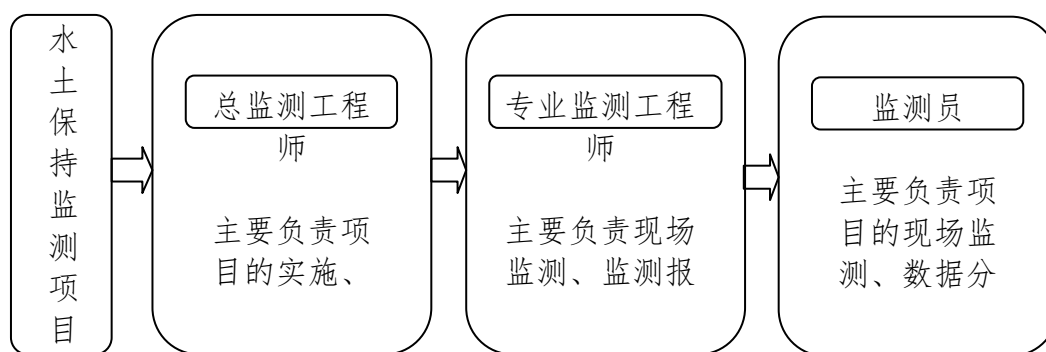 水土保持监测项目
总监测工程
师
主要负责项
目的实施、
专业监测工程
师
主要负责现场
监测、监测报
监测员
主要负责项
目的现场监
测、数据分